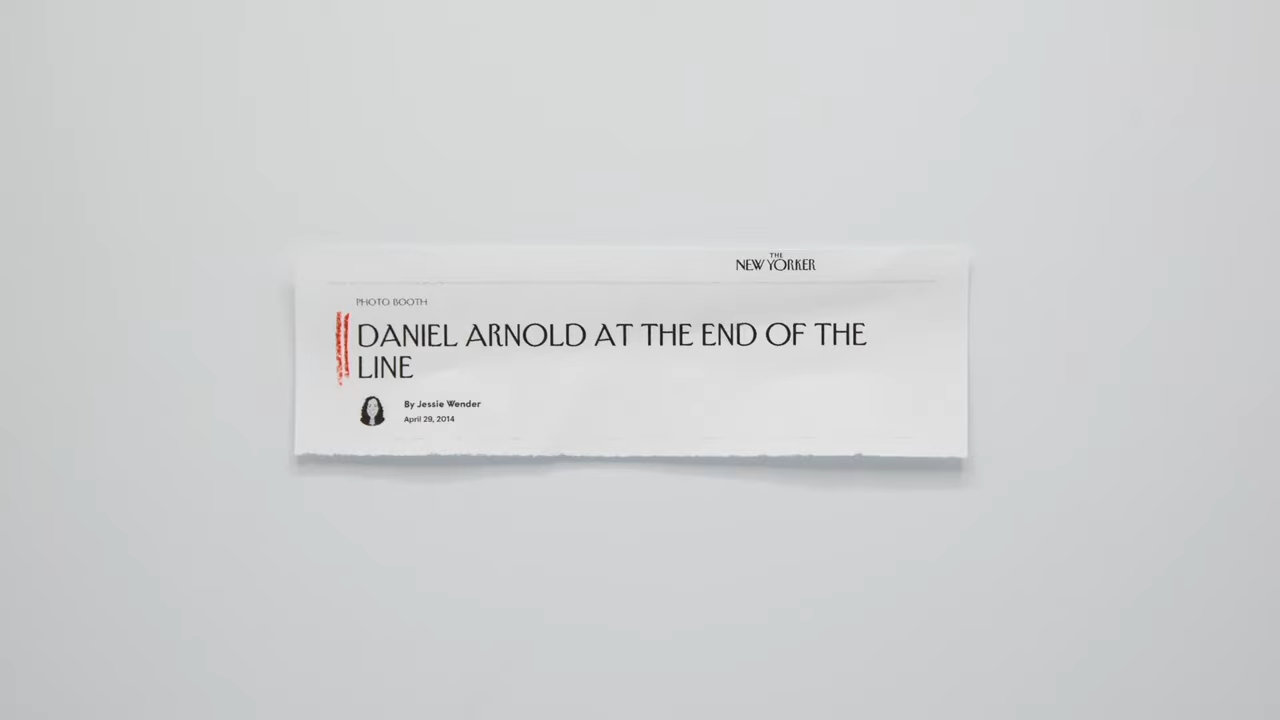 THE
NEW YORKER
PHOTO BOOTH
DANIEL ARNOLD AT THE END OF THE
LINE
By Jessie Wender
April 29, 2014